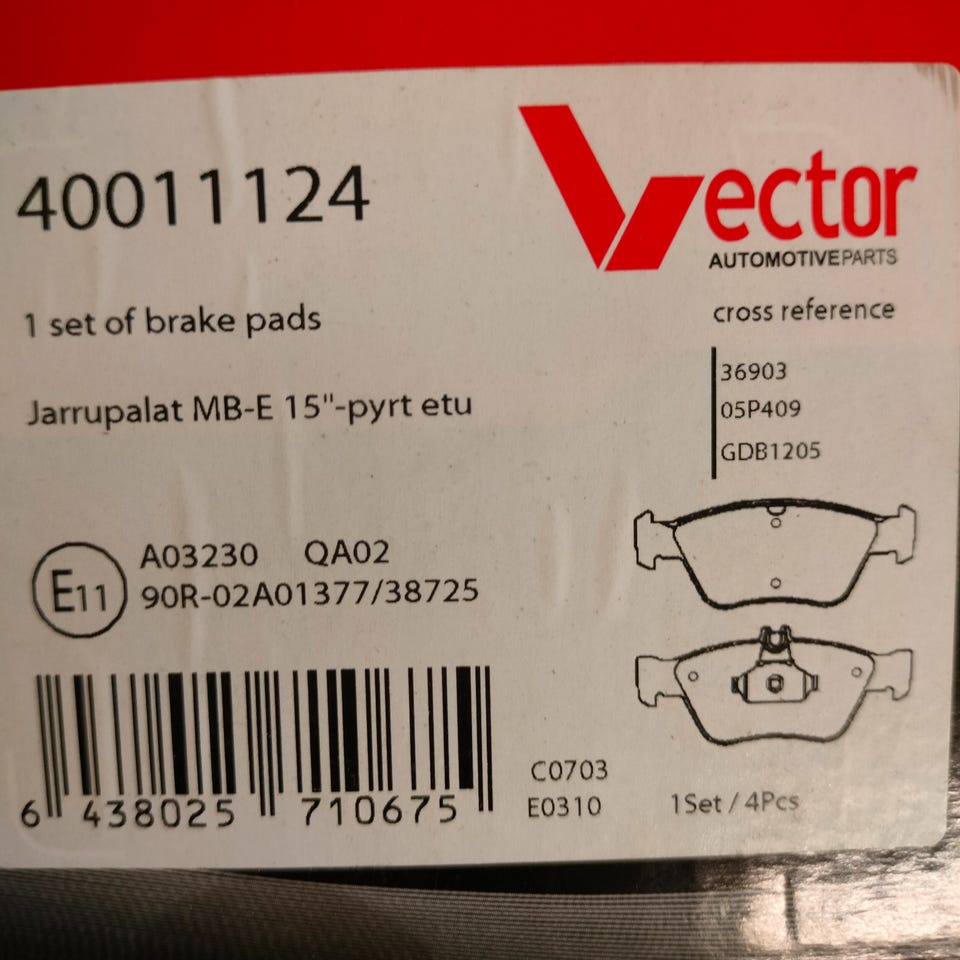 40011124
Vector
AUTOMOTIVEPARTS
1 set of brake pads
Jarrupalat MB-E 15"-pyrt etu
cross reference
36903
05P409
GDB1205
E11
A03230 QA02
90R-02A01377/38725
6 438025 710675
C0703
E0310
1Set / 4Pcs